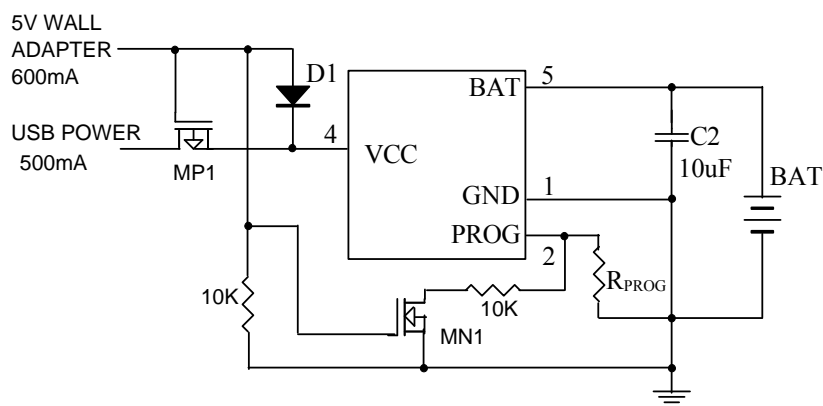 5V WALL
ADAPTER
600mA
D1
BAT
5
USB POWER
500mA
MP1
4
VCC
C2
10uF
BAT
GND
1
PROG
2
RPROG
10K
10K
MN1